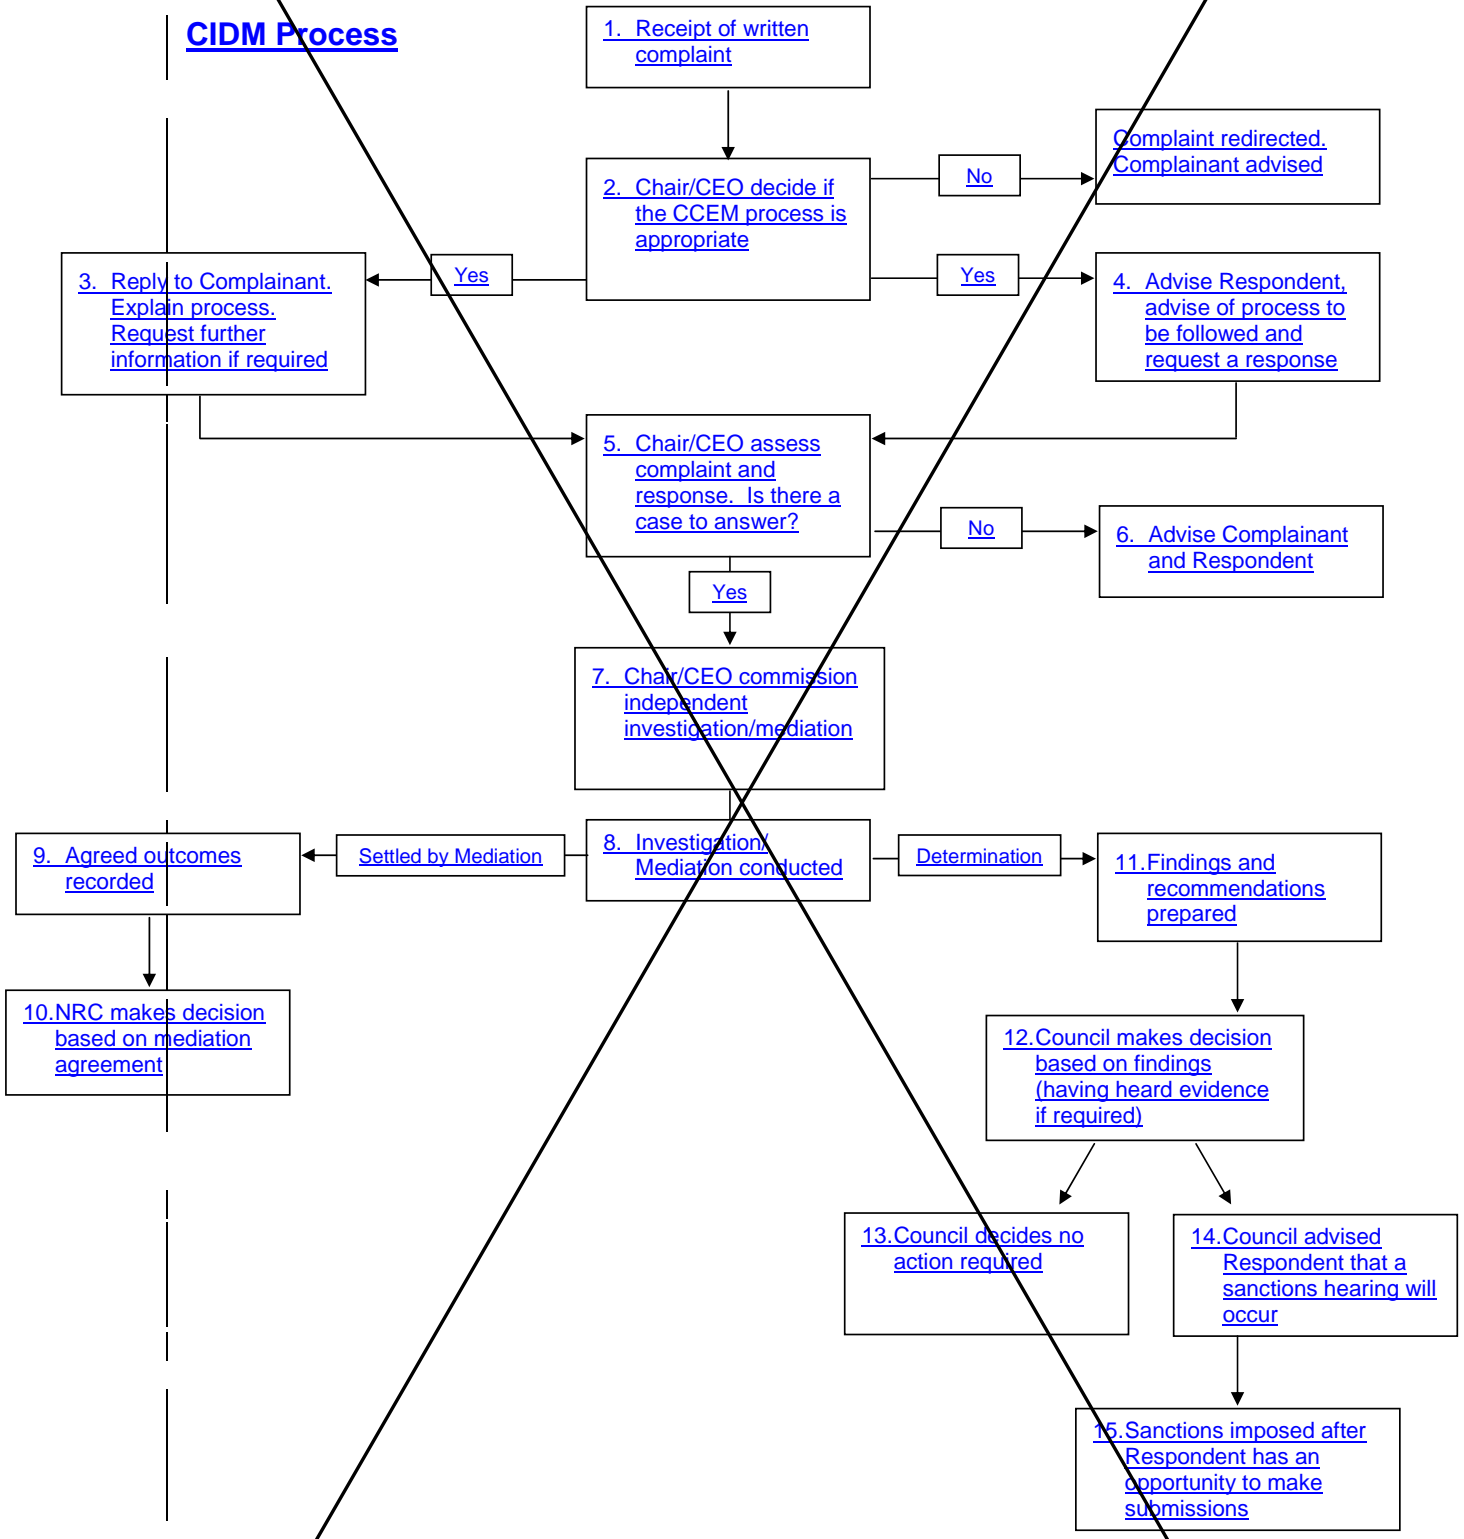 CIDM Process
1. Receipt of written
complaint
Complaint redirected.
Complainant advised
No
2. Chair/CEO decide if
the CCEM process is
appropriate
Yes
Yes
3. Reply to Complainant.
Explain process.
Request further
information if required
4. Advise Respondent,
advise of process to
be followed and
request a response
5. Chair/CEO assess
complaint and
response. Is there a
case to answer?
No
6. Advise Complainant
and Respondent
Yes
7. Chair/CEO commission
independent
investigation/mediation
9. Agreed outcomes
recorded
Settled by Mediation
8. Investigation/
Mediation conducted
Determination
11.Findings and
recommendations
prepared
10.NRC makes decision
based on mediation
agreement
12.Council makes decision
based on findings
(having heard evidence
if required)
13.Council decides no
action required
14.Council advised
Respondent that a
sanctions hearing will
occur
15.Sanctions imposed after
Respondent has an
opportunity to make
submissions